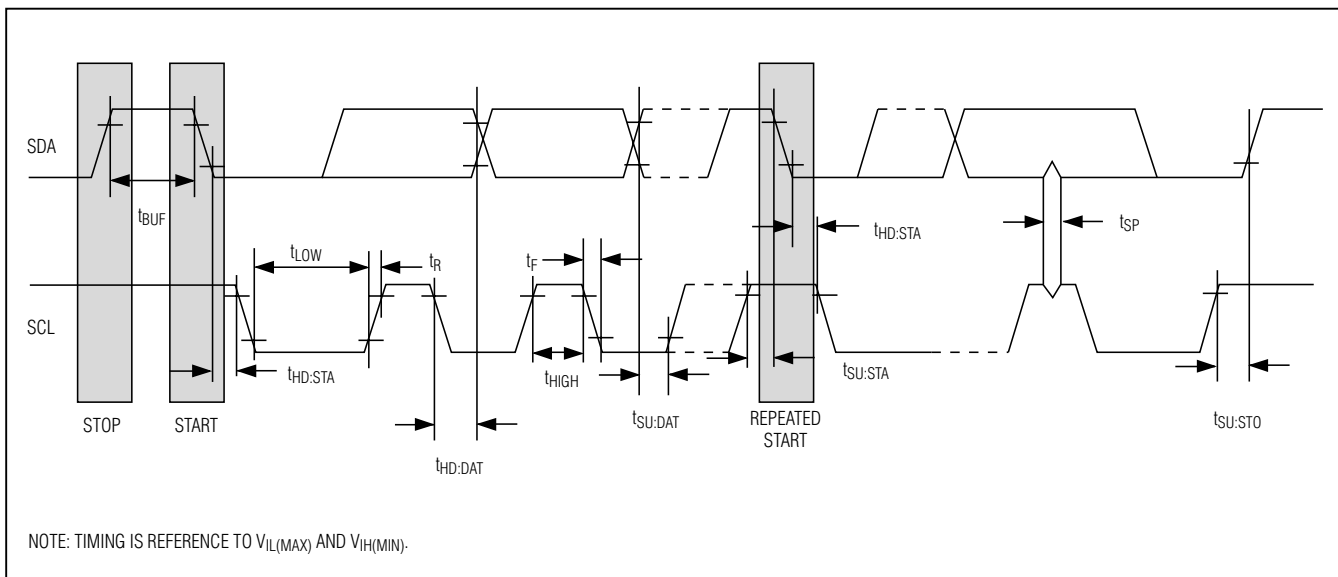 SDA
tBUF
tLOW
tR
tF
tHD:STA
tSP
SCL
tHD:STA
tHIGH
tSU:STA
tSU:DAT
tSU:STO
STOP
START
REPEATED
START
tHD:DAT
NOTE: TIMING IS REFERENCE TO VIL(MAX) AND VIH(MIN).